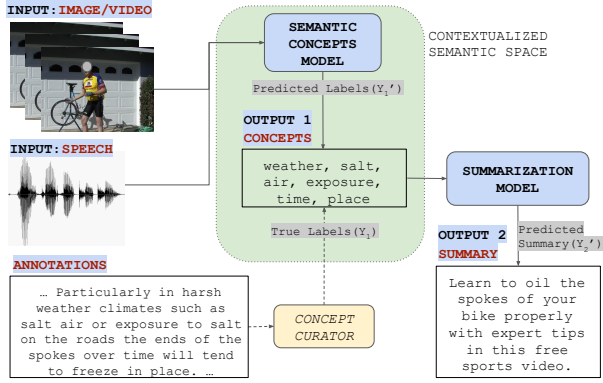 INPUT: IMAGE/VIDEO
SEMANTIC
CONCEPTS
MODEL
CONTEXTUALIZED
SEMANTIC SPACE
Predicted Labels(Y₁’)
OUTPUT 1
CONCEPTS
INPUT: SPEECH
weather, salt,
air, exposure,
time, place
SUMMARIZATION
MODEL
True Labels(Y₁)
OUTPUT 2
SUMMARY
Predicted
Summary(Y₂’)
ANNOTATIONS
… Particularly in harsh
weather climates such as
salt air or exposure to salt
on the roads the ends of the
spokes over time will tend
to freeze in place. …
CONCEPT
CURATOR
Learn to oil the
spokes of your
bike properly
with expert tips
in this free
sports video.